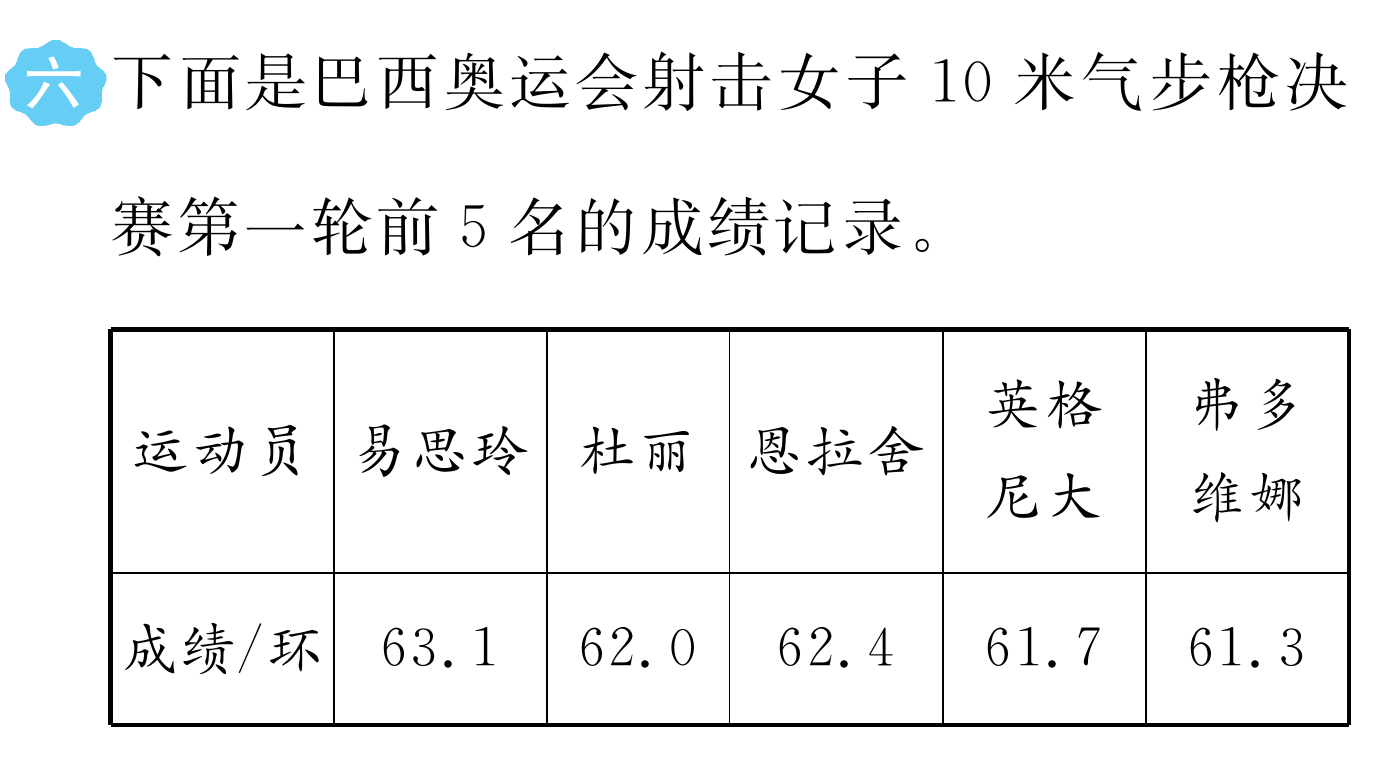 六 下面是巴西奥运会射击女子 10 米气步枪决
赛第一轮前 5 名的成绩记录。
运动员 易思玲 杜丽 恩拉舍 英格尼大 弗多维娜
成绩/环 63.1 62.0 62.4 61.7 61.3